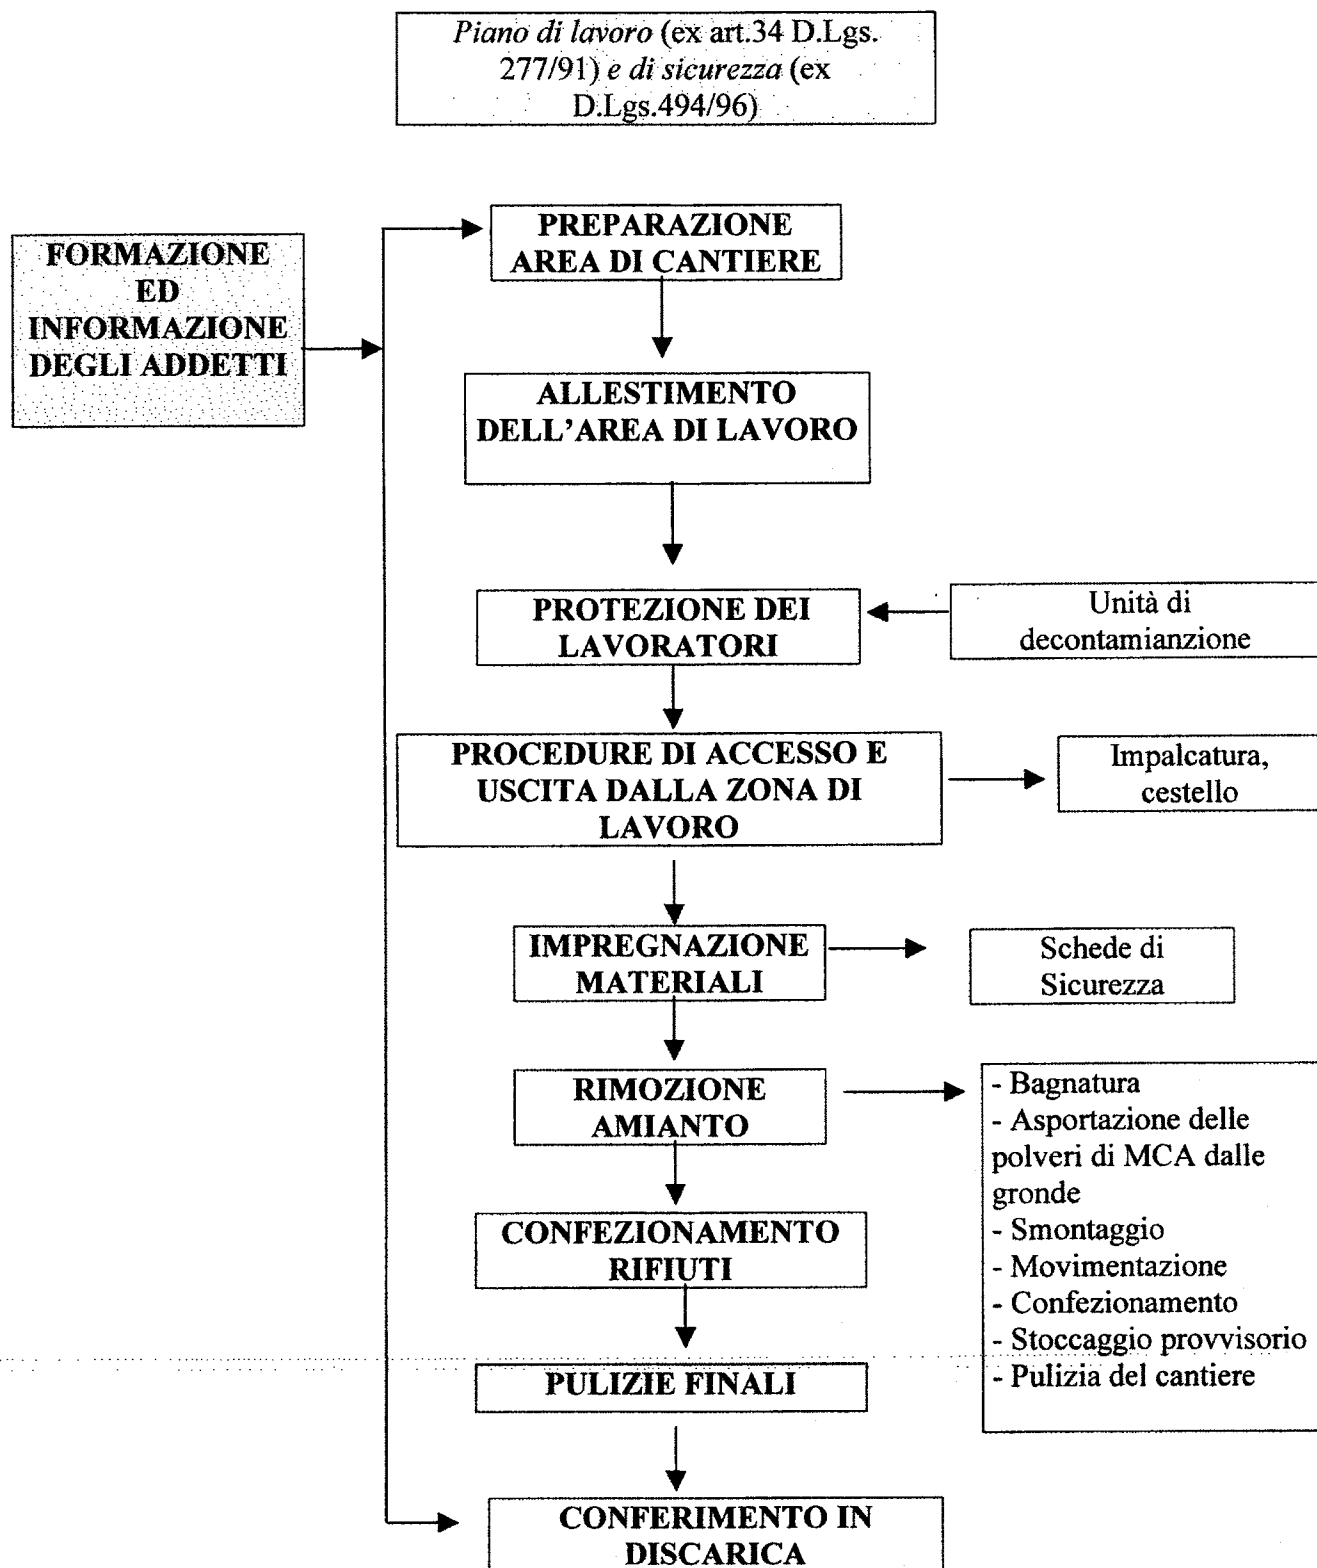 Piano di lavoro (ex art.34 D.Lgs.
277/91) e di sicurezza (ex
D.Lgs.494/96)
FORMAZIONE
ED
INFORMAZIONE
DEGLI ADDETTI
PREPARAZIONE
AREA DI CANTIERE
ALLESTIMENTO
DELL'AREA DI LAVORO
PROTEZIONE DEI
LAVORATORI
Unità di
decontamianzione
PROCEDURE DI ACCESSO E
USCITA DALLA ZONA DI
LAVORO
Impalcatura,
cestello
IMPREGNAZIONE
MATERIALI
Schede di
Sicurezza
RIMOZIONE
AMIANTO
- Bagnatura
- Asportazione delle
polveri di MCA dalle
gronde
- Smontaggio
- Movimentazione
- Confezionamento
- Stoccaggio provvisorio
- Pulizia del cantiere
CONFEZIONAMENTO
RIFIUTI
PULIZIE FINALI
CONFERIMENTO IN
DISCARICA